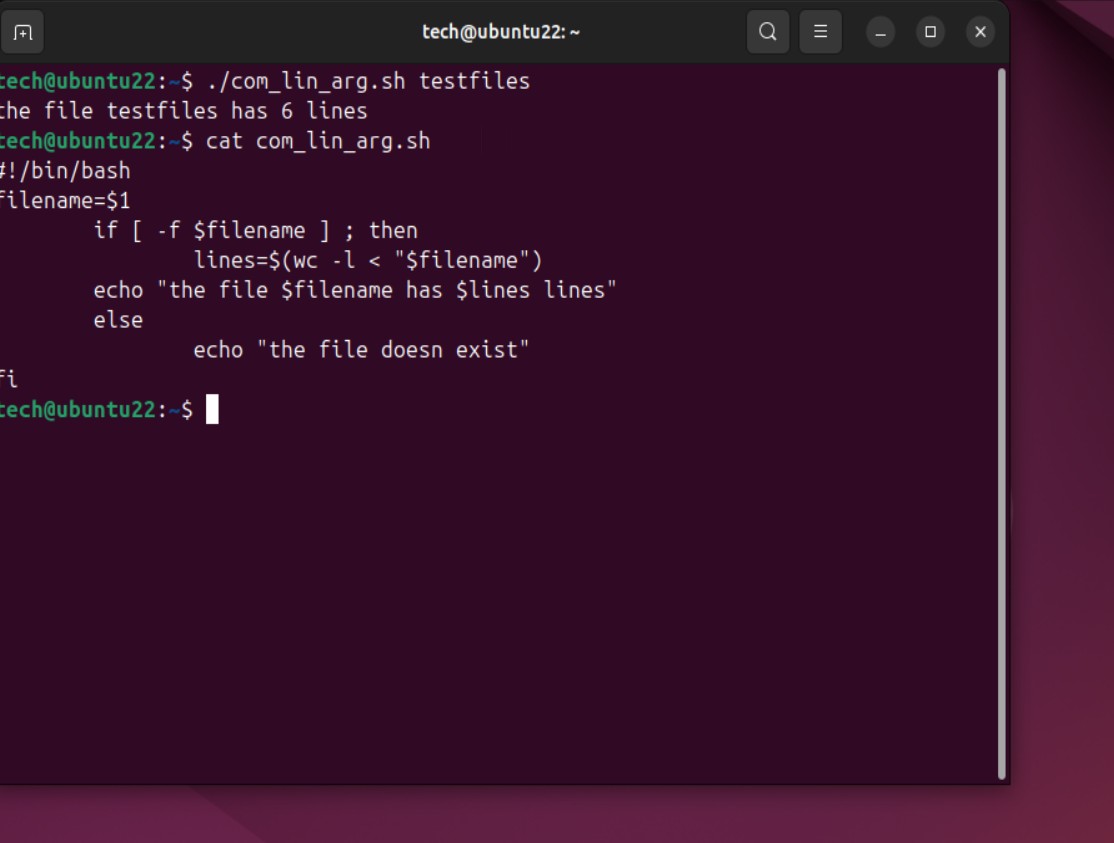 tech@ubuntu22: ~
tech@ubuntu22:~$ ./com_lin_arg.sh testfiles
the file testfiles has 6 lines
tech@ubuntu22:~$ cat com_lin_arg.sh
#!/bin/bash
filename=$1
        if [ -f $filename ] ; then
                lines=$(wc -l < "$filename")
        echo "the file $filename has $lines lines"
        else
                echo "the file doesn exist"
fi
tech@ubuntu22:~$